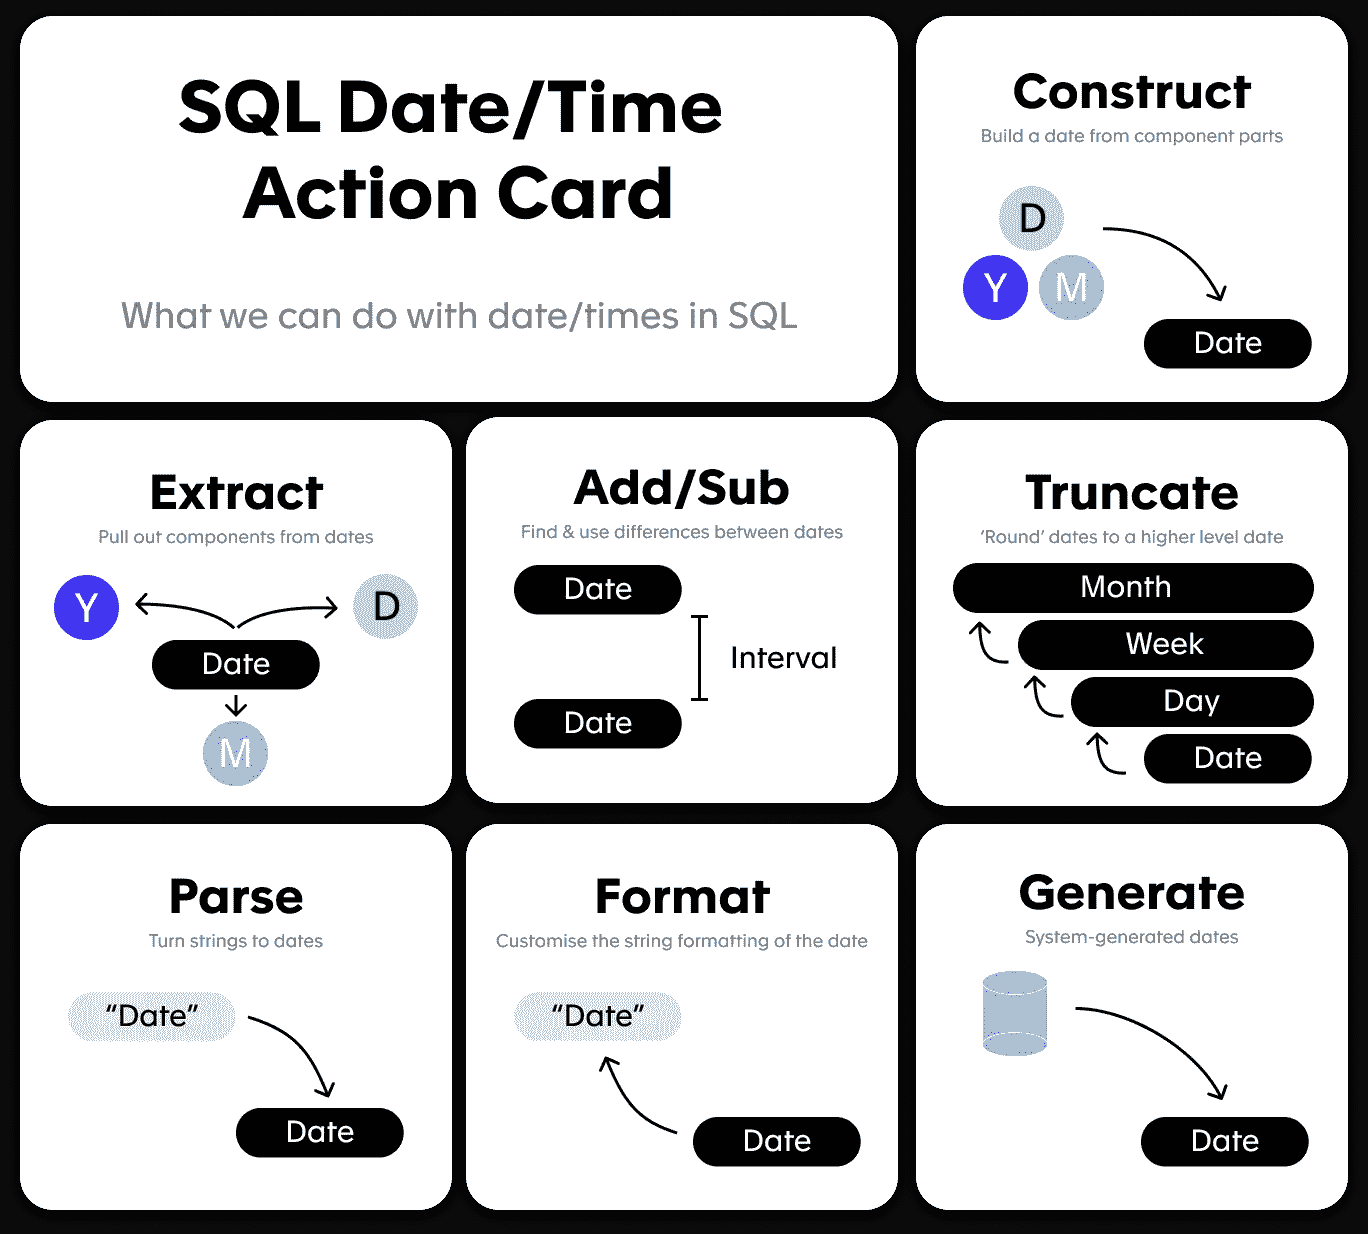 SQL Date/Time
Action Card
What we can do with date/times in SQL
Construct
Build a date from component parts
D
Y
M
Date
Extract
Pull out components from dates
Y
D
Date
M
Add/Sub
Find & use differences between dates
Date
Interval
Date
Truncate
‘Round’ dates to a higher level date
Month
Week
Day
Date
Parse
Turn strings to dates
“Date”
Date
Format
Customise the string formatting of the date
“Date”
Date
Generate
System-generated dates
Date